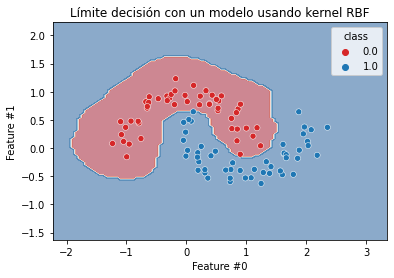 Límite decisión con un modelo usando kernel RBF
class
0.0
1.0
Feature #1
2.0
1.5
1.0
0.5
0.0
−0.5
−1.0
−1.5
−2 −1 0 1 2 3
Feature #0